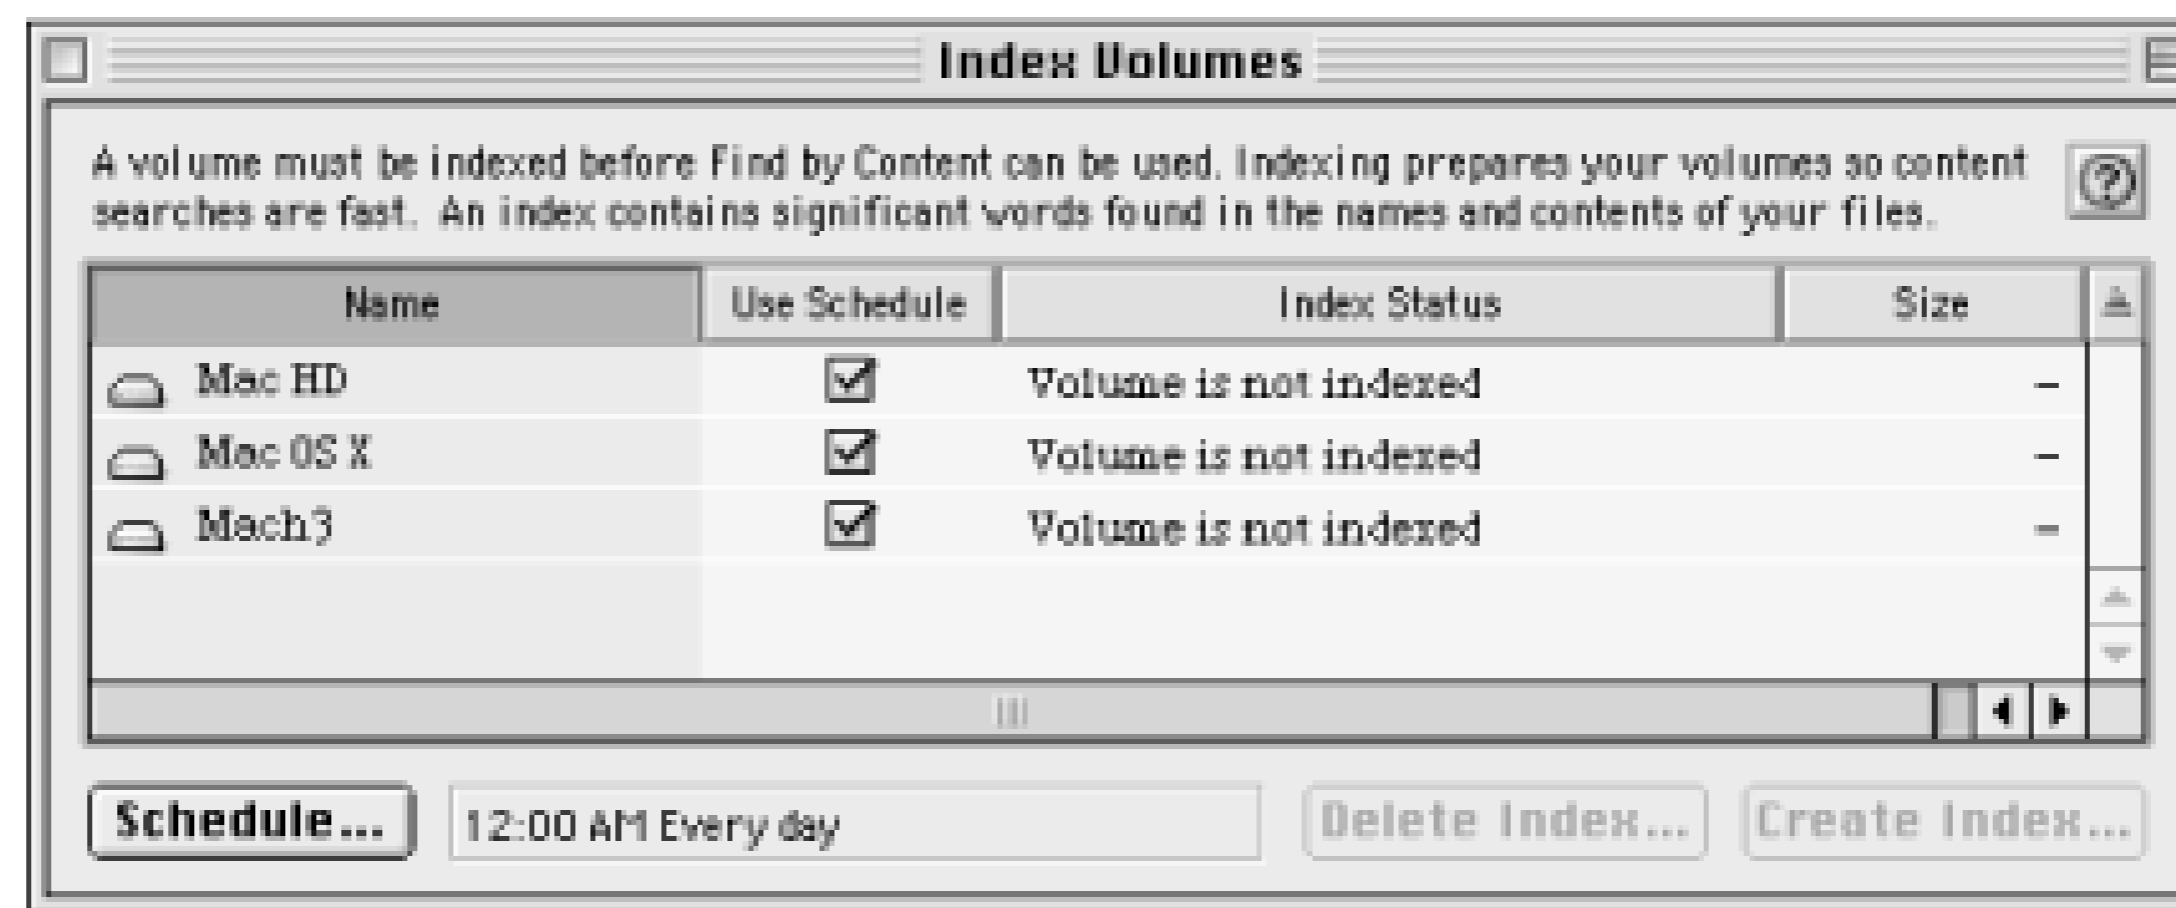 Index Volumes
A volume must be indexed before Find by Content can be used. Indexing prepares your volumes so content
searches are fast. An index contains significant words found in the names and contents of your files.
Name Use Schedule Index Status Size
Mac HD Volume is not indexed –
Mac OS X Volume is not indexed –
Mach3 Volume is not indexed –
Schedule... 12:00 AM Every day Delete Index... Create Index...